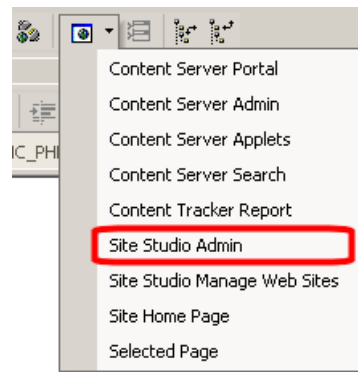 Content Server Portal
Content Server Admin
Content Server Applets
IC_PHI
Content Server Search
Content Tracker Report
Site Studio Admin
Site Studio Manage Web Sites
Site Home Page
Selected Page